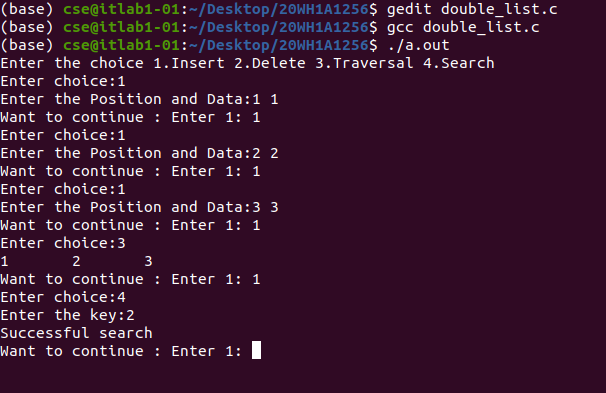 (base) cse@itlab1-01:~/Desktop/20WH1A1256$ gedit double_list.c
(base) cse@itlab1-01:~/Desktop/20WH1A1256$ gcc double_list.c
(base) cse@itlab1-01:~/Desktop/20WH1A1256$ ./a.out
Enter the choice 1.Insert 2.Delete 3.Traversal 4.Search
Enter choice:1
Enter the Position and Data:1 1
Want to continue : Enter 1: 1
Enter choice:1
Enter the Position and Data:2 2
Want to continue : Enter 1: 1
Enter choice:1
Enter the Position and Data:3 3
Want to continue : Enter 1: 1
Enter choice:3
1       2       3
Want to continue : Enter 1: 1
Enter choice:4
Enter the key:2
Successful search
Want to continue : Enter 1: